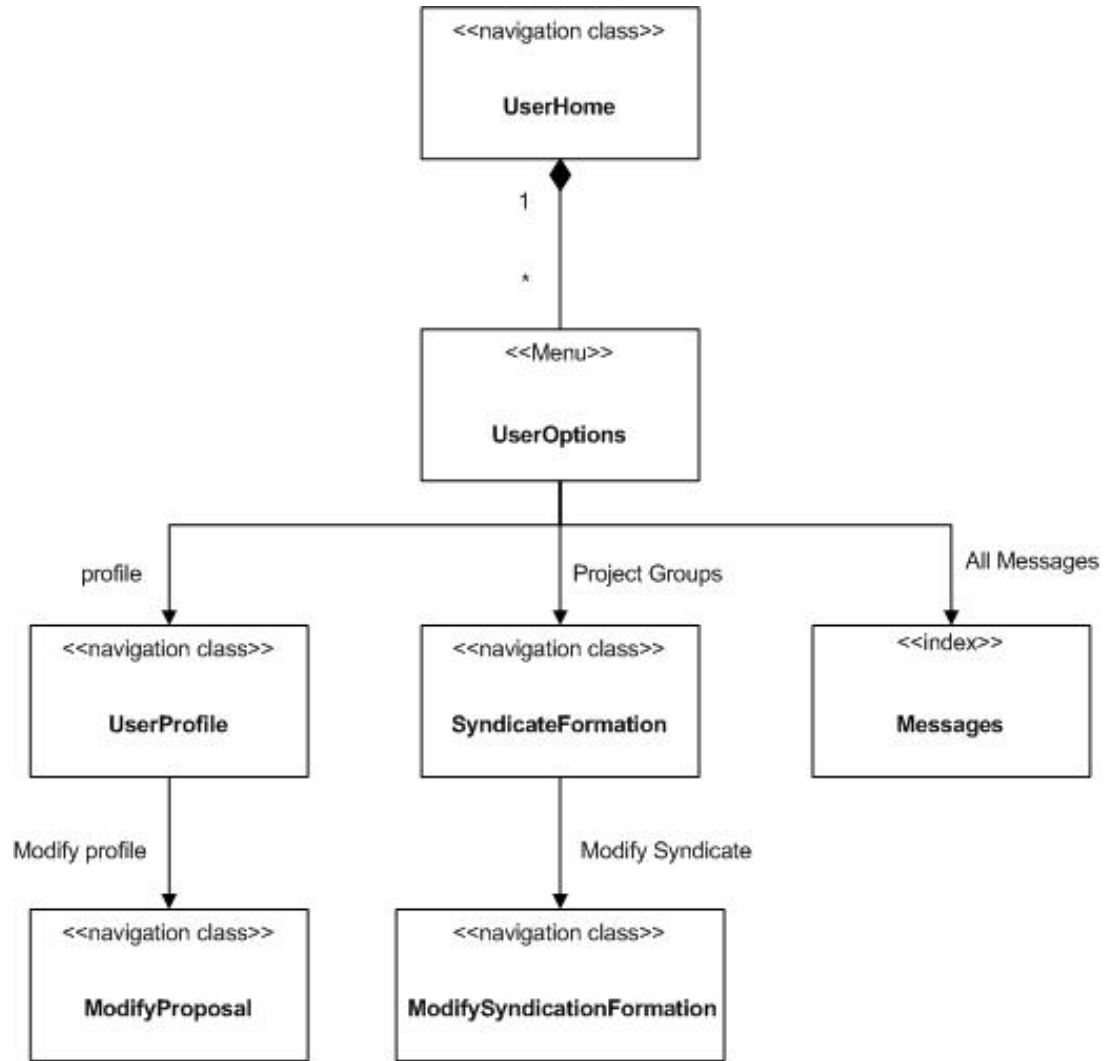 <<navigation class>>
UserHome
1
*
<<Menu>>
UserOptions
profile
Project Groups
All Messages
<<navigation class>>
UserProfile
<<navigation class>>
SyndicateFormation
<<index>>
Messages
Modify profile
Modify Syndicate
<<navigation class>>
ModifyProposal
<<navigation class>>
ModifySyndicationFormation